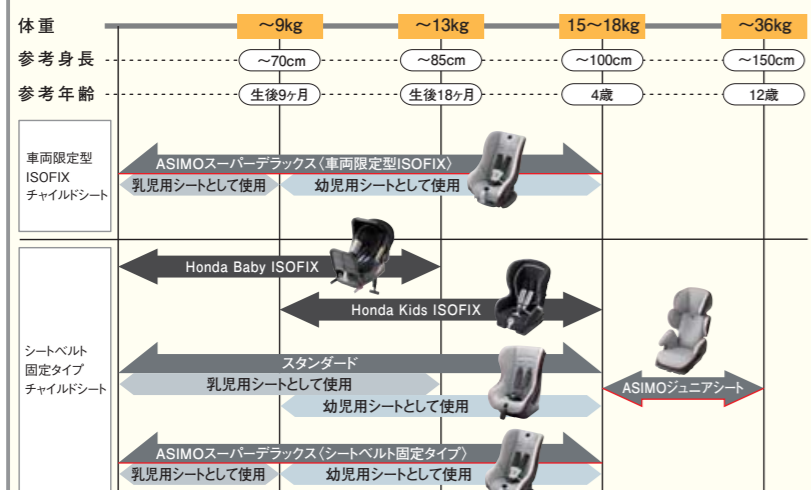 体重 ～9kg ～13kg 15～18kg ～36kg
参考身長 ～70cm ～85cm ～100cm ～150cm
参考年齢 生後9ヶ月 生後18ヶ月 4歳 12歳
車両限定型
ISOFIX
チャイルドシート
ASIMOスーパーデラックス〈車両限定型ISOFIX〉
乳児用シートとして使用 幼児用シートとして使用
Honda Baby ISOFIX
Honda Kids ISOFIX
シートベルト
固定タイプ
チャイルドシート
スタンダード
乳児用シートとして使用
幼児用シートとして使用
ASIMOジュニアシート
ASIMOスーパーデラックス〈シートベルト固定タイプ〉
乳児用シートとして使用 幼児用シートとして使用